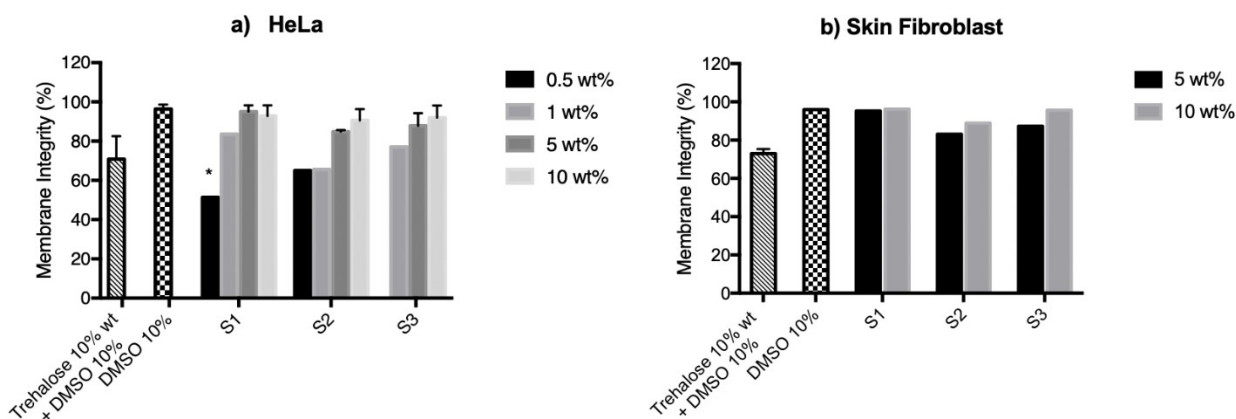 a) HeLa
Membrane Integrity (%)
120
100
80
60
40
20
0
*
Trehalose 10% wt
+ DMSO 10%
DMSO 10%
S1
S2
S3
0.5 wt%
1 wt%
5 wt%
10 wt%
b) Skin Fibroblast
Membrane Integrity (%)
120
100
80
60
40
20
0
Trehalose 10% wt
+ DMSO 10%
DMSO 10%
S1
S2
S3
5 wt%
10 wt%